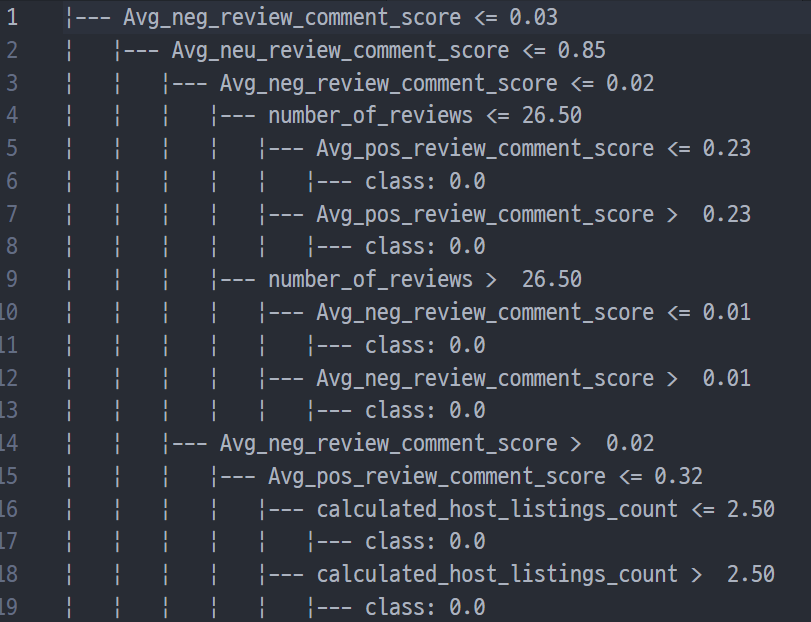 1 |--- Avg_neg_review_comment_score <= 0.03
2 |   |--- Avg_neu_review_comment_score <= 0.85
3 |   |   |--- Avg_neg_review_comment_score <= 0.02
4 |   |   |   |--- number_of_reviews <= 26.50
5 |   |   |   |   |--- Avg_pos_review_comment_score <= 0.23
6 |   |   |   |   |   |--- class: 0.0
7 |   |   |   |   |--- Avg_pos_review_comment_score >  0.23
8 |   |   |   |   |   |--- class: 0.0
9 |   |   |   |--- number_of_reviews >  26.50
10 |   |   |   |   |--- Avg_neg_review_comment_score <= 0.01
11 |   |   |   |   |   |--- class: 0.0
12 |   |   |   |   |--- Avg_neg_review_comment_score >  0.01
13 |   |   |   |   |   |--- class: 0.0
14 |   |   |--- Avg_neg_review_comment_score >  0.02
15 |   |   |   |--- Avg_pos_review_comment_score <= 0.32
16 |   |   |   |   |--- calculated_host_listings_count <= 2.50
17 |   |   |   |   |   |--- class: 0.0
18 |   |   |   |   |--- calculated_host_listings_count >  2.50
19 |   |   |   |   |   |--- class: 0.0